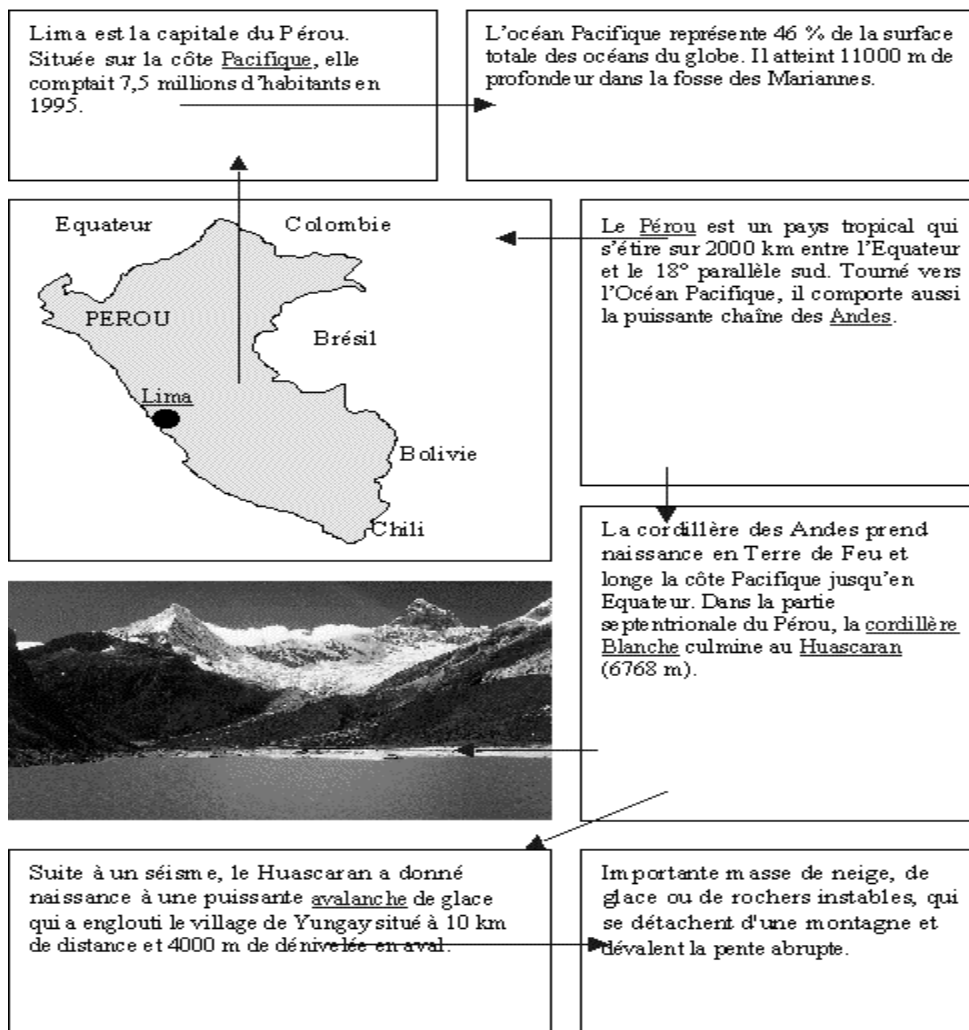 Lima est la capitale du Pérou.
Située sur la côte Pacifique, elle
comptait 7,5 millions d'habitants en
1995.
L'océan Pacifique représente 46 % de la surface
totale des océans du globe. Il atteint 11000 m de
profondeur dans la fosse des Mariannes.
Equateur
Colombie
PEROU
Brésil
Lima
Bolivie
Chili
Le Pérou est un pays tropical qui
s'étire sur 2000 km entre l'Equateur
et le 18° parallèle sud. Tourné vers
l'Océan Pacifique, il comporte aussi
la puissante chaîne des Andes.
La cordillère des Andes prend
naissance en Terre de Feu et
longe la côte Pacifique jusqu'en
Equateur. Dans la partie
septentrionale du Pérou, la cordillère
Blanche culmine au Huascaran
(6768 m).
Suite à un séisme, le Huascaran a donné
naissance à une puissante avalanche de glace
qui a englouti le village de Yungay situé à 10 km
de distance et 4000 m de dénivelée en aval.
Importante masse de neige, de
glace ou de rochers instables, qui
se détachent d'une montagne et
dévalent la pente abrupte.